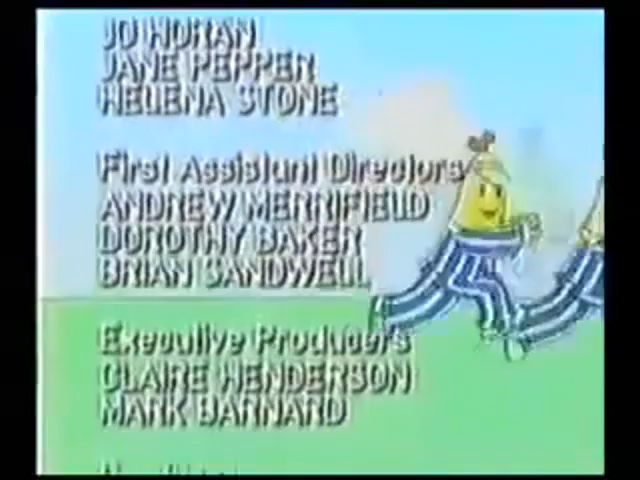 JO HORAN
JANE PEPPER
HELENA STONE
First Assistant Directors
ANDREW MERRIFIELD
DOROTHY BAKER
BRIAN SANDWELL
Executive Producers
CLAIRE HENDERSON
MARK BARNARD